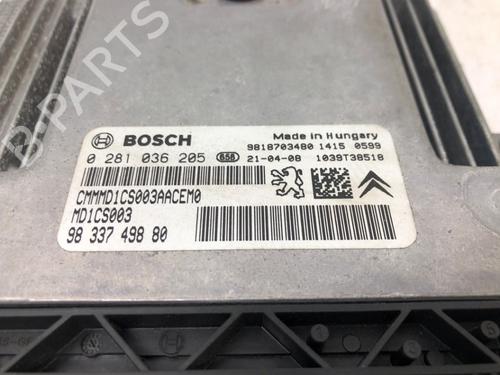 BOSCH
Made in Hungary
9818703480 1415 0599
0 281 036 205 658 21-04-08 1039T38518
CMMMD1CS003AACEM0
MD1CS003
98 337 498 80
B-PARTS